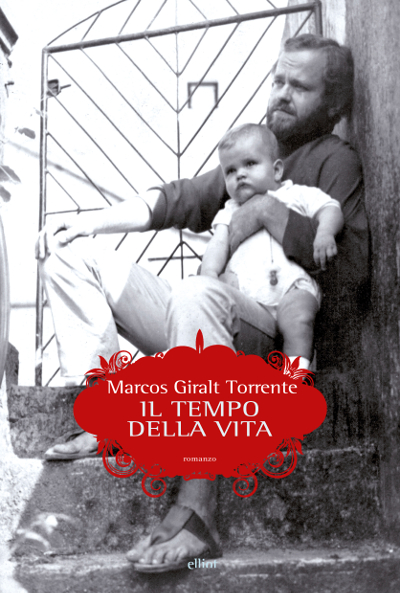 Marcos Giralt Torrente
IL TEMPO
DELLA VITA
romanzo
elliot